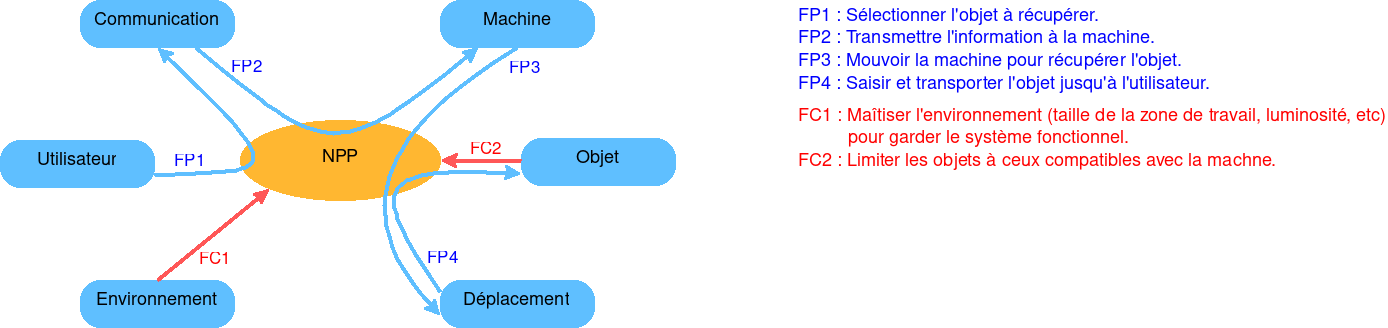 Communication
Machine
FP2
FP3
Utilisateur
FP1
NPP
FC2
Objet
FC1
FP4
Environnement
Déplacement
FP1 : Sélectionner l'objet à récupérer.
FP2 : Transmettre l'information à la machine.
FP3 : Mouvoir la machine pour récupérer l'objet.
FP4 : Saisir et transporter l'objet jusqu'à l'utilisateur.
FC1 : Maîtiser l'environnement (taille de la zone de travail, luminosité, etc)
pour garder le système fonctionnel.
FC2 : Limiter les objets à ceux compatibles avec la machne.